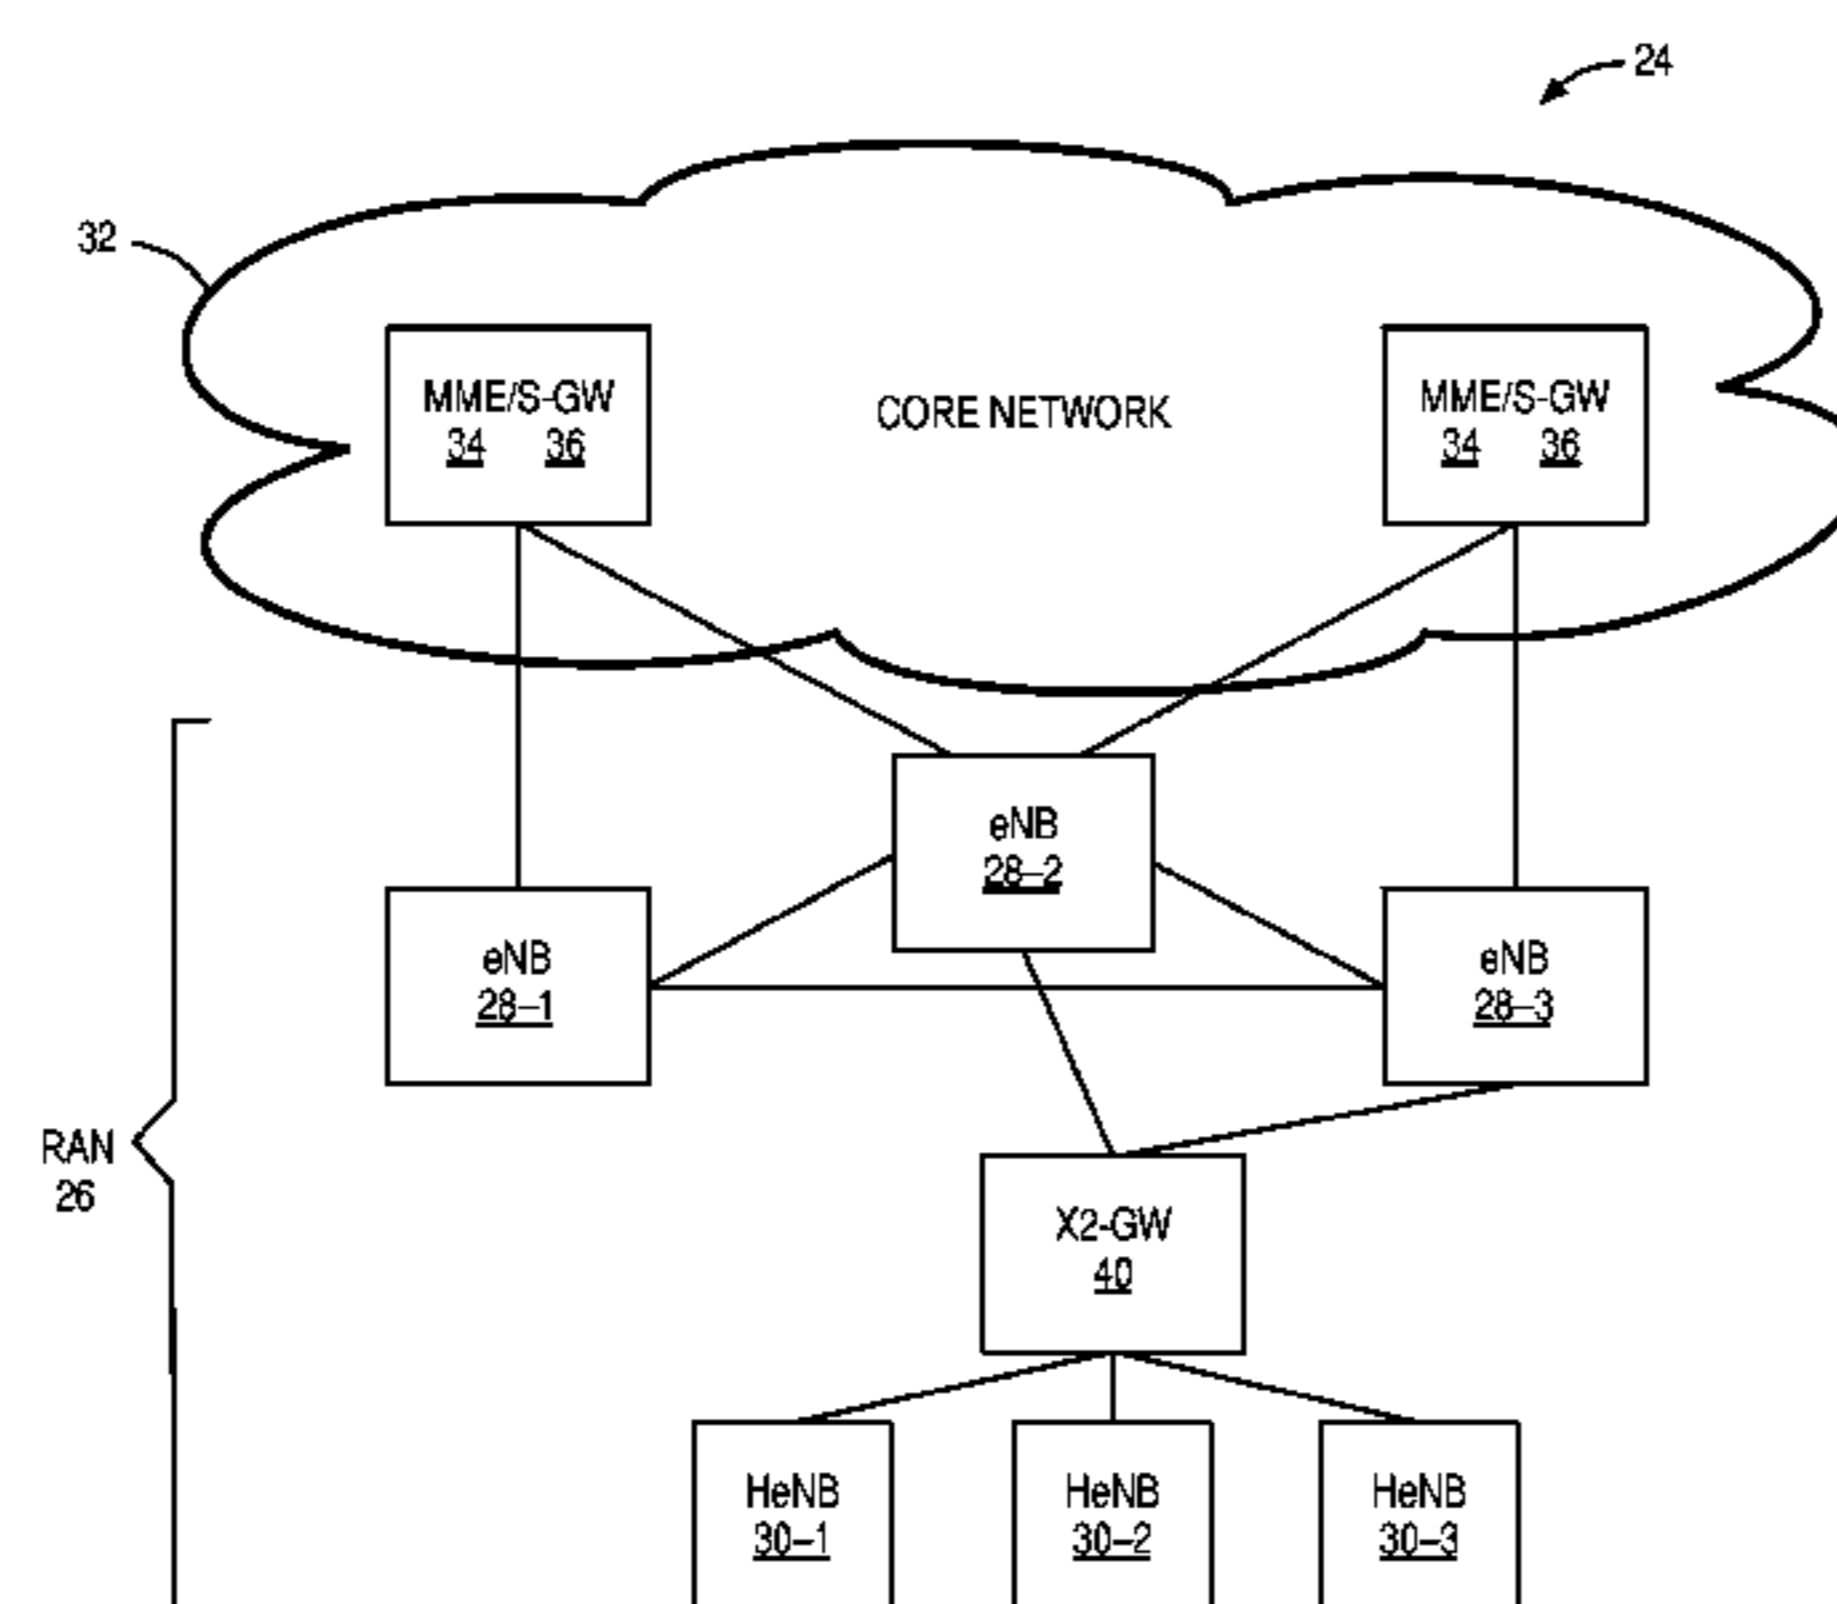 24
32
MME/S-GW
34 36
CORE NETWORK
MME/S-GW
34 36
eNB
28-2
eNB
28-1
eNB
28-3
RAN
26
X2-GW
40
HeNB
30-1
HeNB
30-2
HeNB
30-3